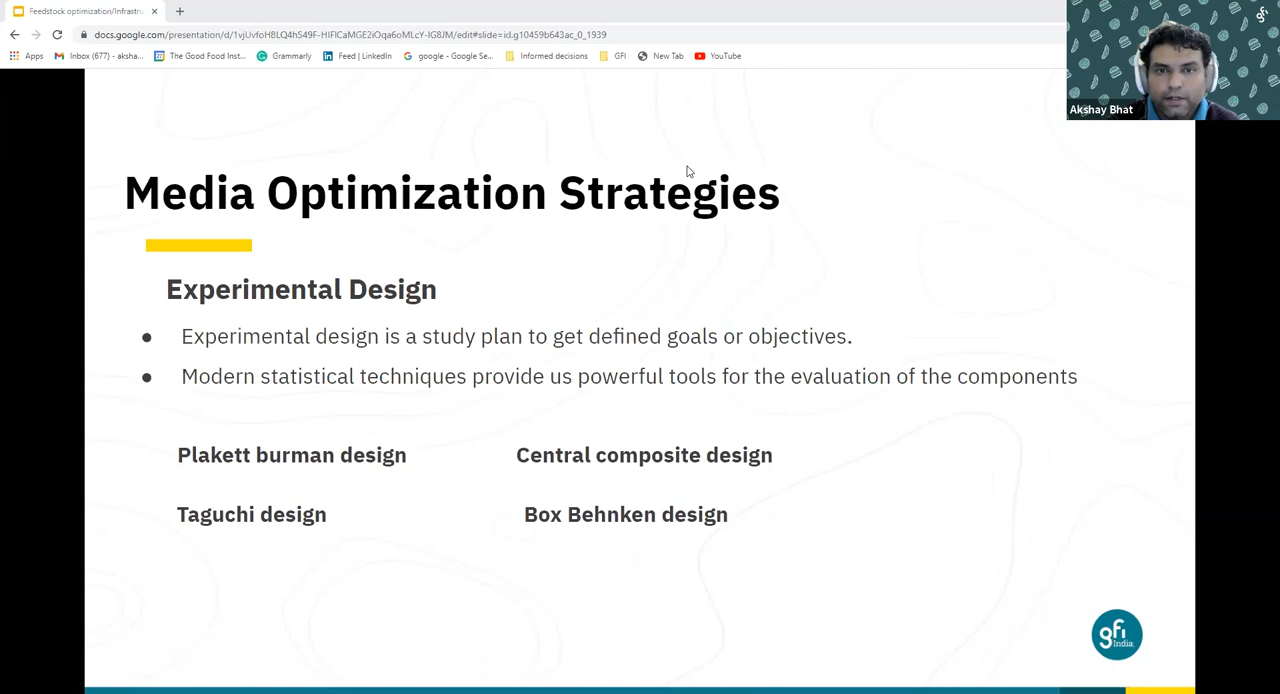 Feedstock optimization/Infrastru
docs.google.com/presentation/d/1vjUvfoH8LQ4hS49F-HIFlCaMGE2iOqa6oMLcY-IG8JM/edit#slide=id.g10459b643ac_0_1939
Apps Inbox (677) - aksha... The Good Food Inst... Grammarly Feed | LinkedIn google - Google Se... Informed decisions GFI New Tab YouTube
gfi
Akshay Bhat
Media Optimization Strategies
Experimental Design
● Experimental design is a study plan to get defined goals or objectives.
● Modern statistical techniques provide us powerful tools for the evaluation of the components
Plakett burman design Central composite design
Taguchi design Box Behnken design
gfi
India